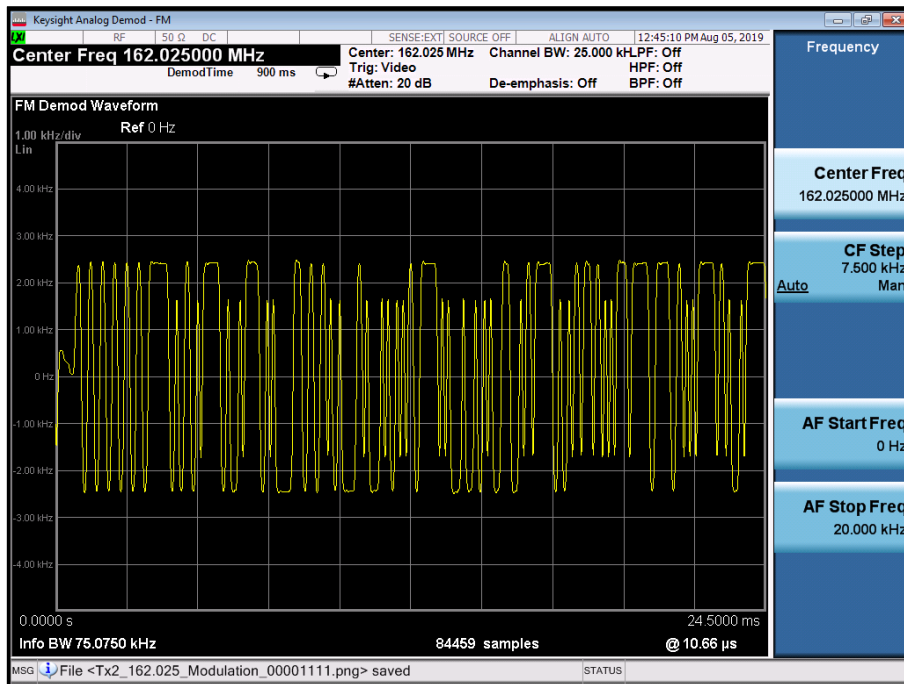 Keysight Analog Demod - FM
LXI RF 50 Ω DC SENSE:EXT SOURCE OFF ALIGN AUTO 12:45:10 PM Aug 05, 2019
Center Freq 162.025000 MHz
DemodTime 900 ms
Center: 162.025 MHz Channel BW: 25.000 kHLPF: Off
Trig: Video HPF: Off
#Atten: 20 dB De-emphasis: Off BPF: Off
FM Demod Waveform
1.00 kHz/div Ref 0 Hz
Lin
4.00 kHz
3.00 kHz
2.00 kHz
1.00 kHz
0 Hz
-1.00 kHz
-2.00 kHz
-3.00 kHz
-4.00 kHz
0.0000 s 24.5000 ms
Info BW 75.0750 kHz 84459 samples @ 10.66 µs
MSG File <Tx2_162.025_Modulation_00001111.png> saved STATUS
Frequency
Center Freq
162.025000 MHz
CF Step
7.500 kHz
Auto Man
AF Start Freq
0 Hz
AF Stop Freq
20.000 kHz